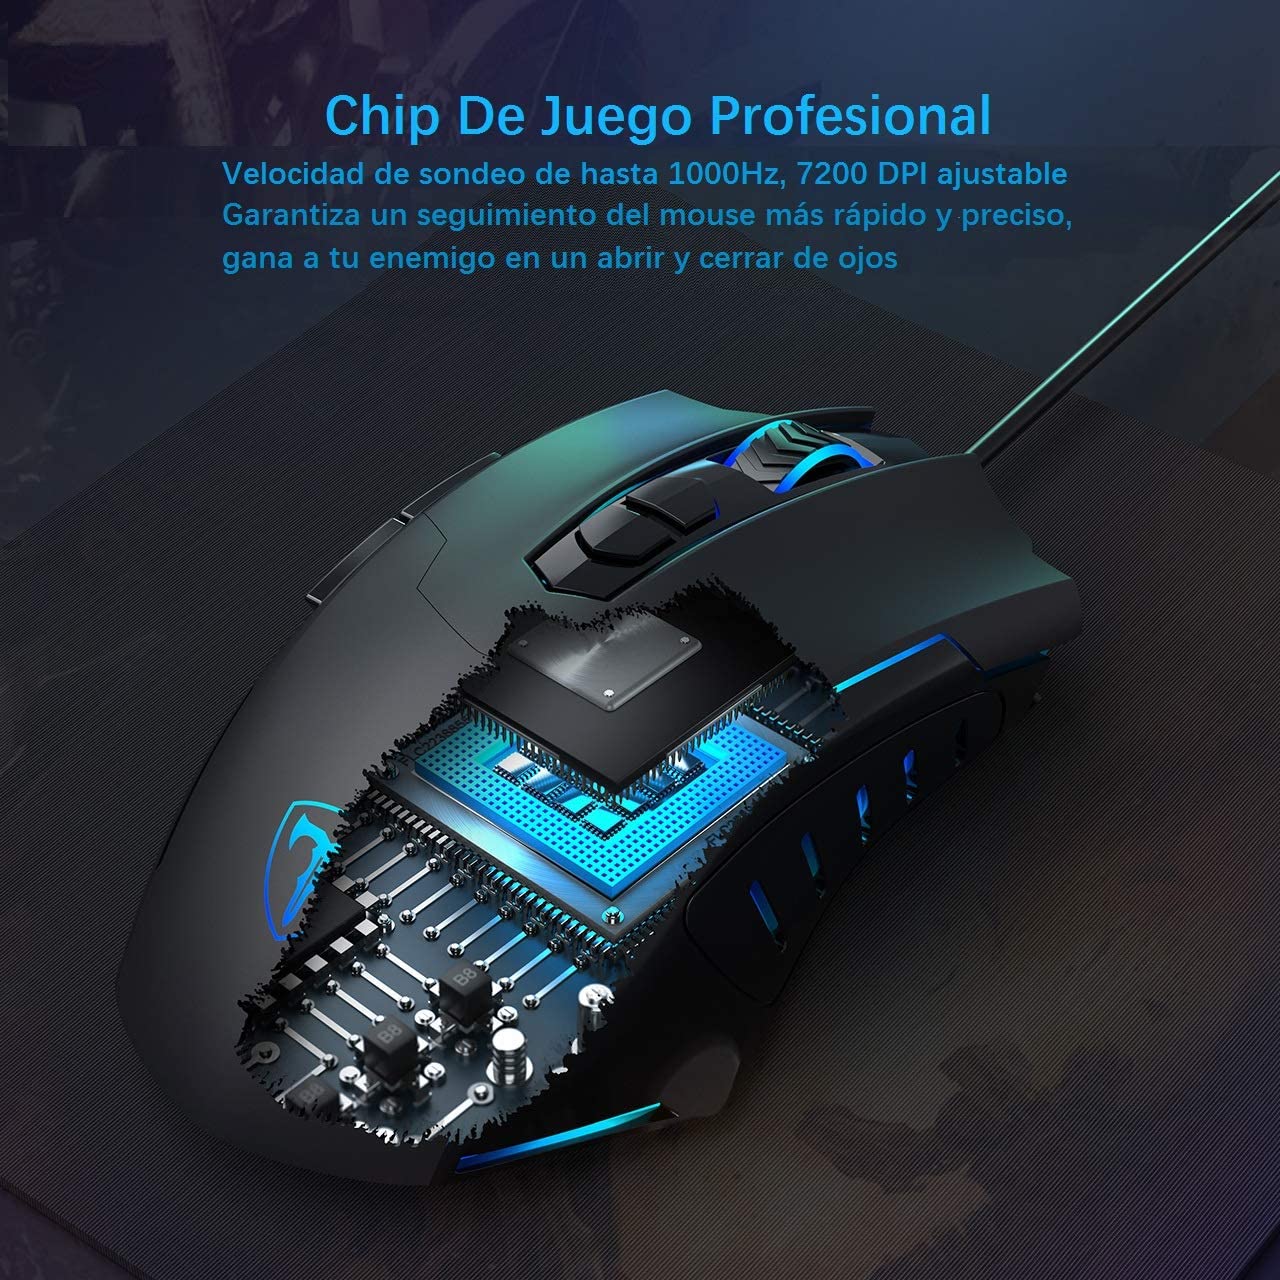 Chip De Juego Profesional
Velocidad de sondeo de hasta 1000Hz, 7200 DPI ajustable
Garantiza un seguimiento del mouse más rápido y preciso,
gana a tu enemigo en un abrir y cerrar de ojos
B8
B8
B8